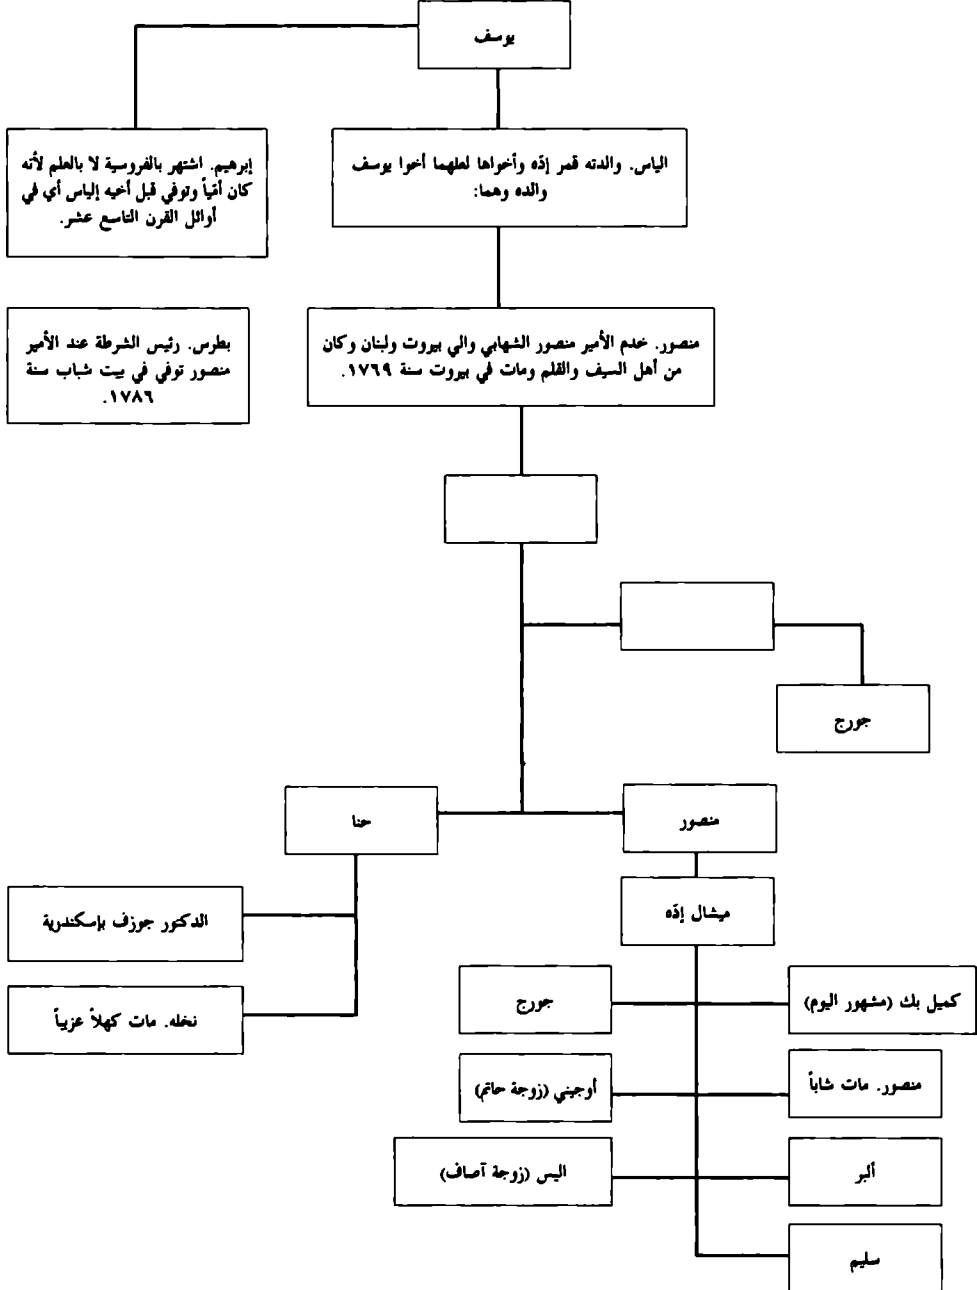 يوسف
الياس. والدته قمر إدّه وأخواها لعلهما أخوا يوسف
والده وهما:
إبرهيم. اشتهر بالفروسية لا بالعلم لأنه
كان أمّياً وتوفي قبل أخيه إلياس أي في
أوائل القرن التاسع عشر.
منصور. خدم الأمير منصور الشهابي والي بيروت ولبنان وكان
من أهل السيف والقلم ومات في بيروت سنة ١٧٦٩.
بطرس. رئيس الشرطة عند الأمير
منصور توفي في بيت شباب سنة
١٧٨٦.
جورج
منصور
حنا
ميشال إدّه
الدكتور جوزف بإسكندرية
نخله. مات كهلاً عزبياً
كميل بك (مشهور اليوم)
جورج
منصور. مات شاباً
أوجيني (زوجة حاتم)
ألبر
اليس (زوجة آصاف)
سليم